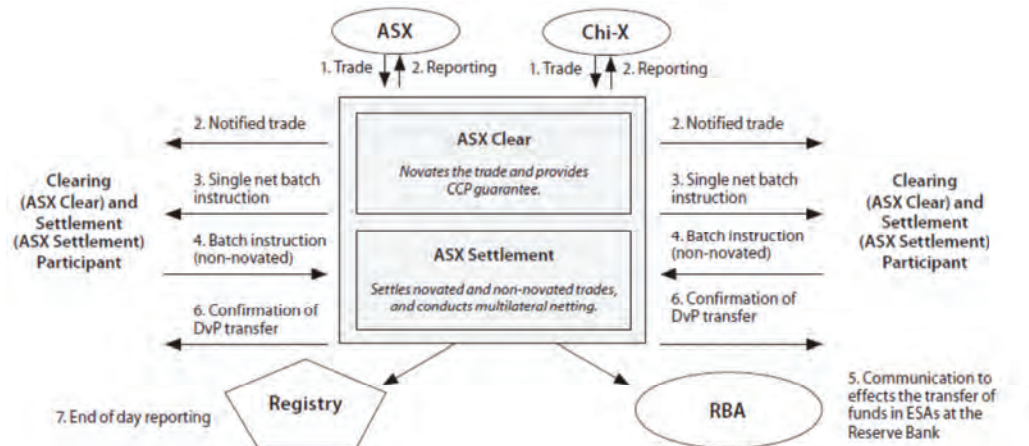 ASX
Chi-X
1. Trade
2. Reporting
1. Trade
2. Reporting
2. Notified trade
3. Single net batch
instruction
4. Batch instruction
(non-novated)
6. Confirmation of
DvP transfer
Clearing
(ASX Clear) and
Settlement
(ASX Settlement)
Participant
ASX Clear
Novates the trade and provides
CCP guarantee.
ASX Settlement
Settles novated and non-novated trades,
and conducts multilateral netting.
2. Notified trade
3. Single net batch
instruction
4. Batch instruction
(non-novated)
6. Confirmation of
DvP transfer
Clearing
(ASX Clear) and
Settlement
(ASX Settlement)
Participant
7. End of day reporting
Registry
RBA
5. Communication to
effects the transfer of
funds in ESAs at the
Reserve Bank